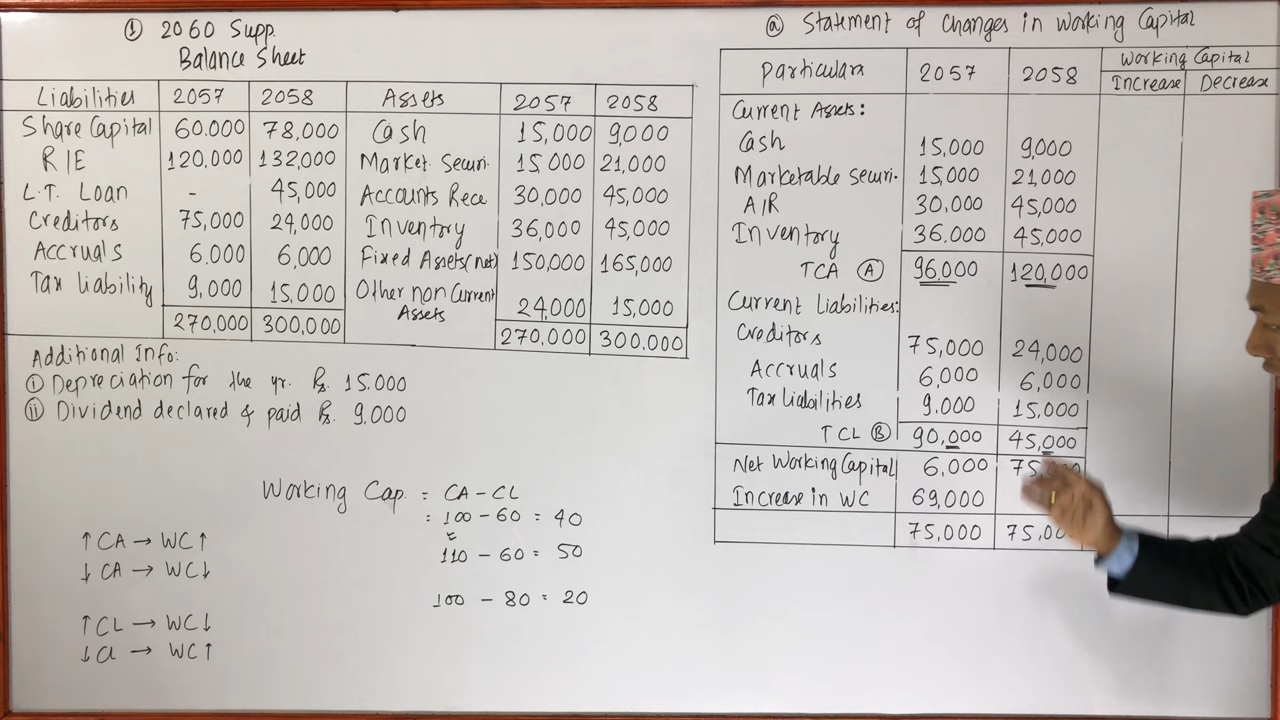 ① 2060 Supp.
Balance Sheet
Liabilities 2057 2058 Assets 2057 2058
Share Capital 60.000 78,000 Cash 15,000 9,000
R/E 120,000 132,000 Market. Securi. 15,000 21,000
L.T. Loan - 45,000 Accounts Rece 30,000 45,000
Creditors 75,000 24,000 Inventory 36,000 45,000
Accruals 6.000 6,000 Fixed Assets (net) 150,000 165,000
Tax liability 9,000 15,000 Other non Current Assets 24,000 15,000
270,000 300,000 270,000 300.000
Additional Info:
ⓘ Depreciation for the yr. Rs. 15.000
ⓘⓘ Dividend declared & paid Rs. 9,000
Working Cap. = CA - CL
= 100 - 60 = 40
110 - 60 = 50
100 - 80 = 20
↑ CA → WC ↑
↓ CA → WC ↓
↑ CL → WC ↓
↓ CL → WC ↑
ⓐ Statement of Changes in Working Capital
Particulars 2057 2058 Working Capital
Increase Decrease
Current Assets:
Cash 15,000 9,000
Marketable Securi. 15,000 21,000
A/R 30,000 45,000
Inventory 36.000 45,000
TCA Ⓐ 96.000 120,000
Current Liabilities:
Creditors 75,000 24,000
Accruals 6,000 6,000
Tax Liabilities 9.000 15,000
TCL Ⓑ 90,000 45,000
Net Working Capital 6,000
Increase in WC 69,000
75,000